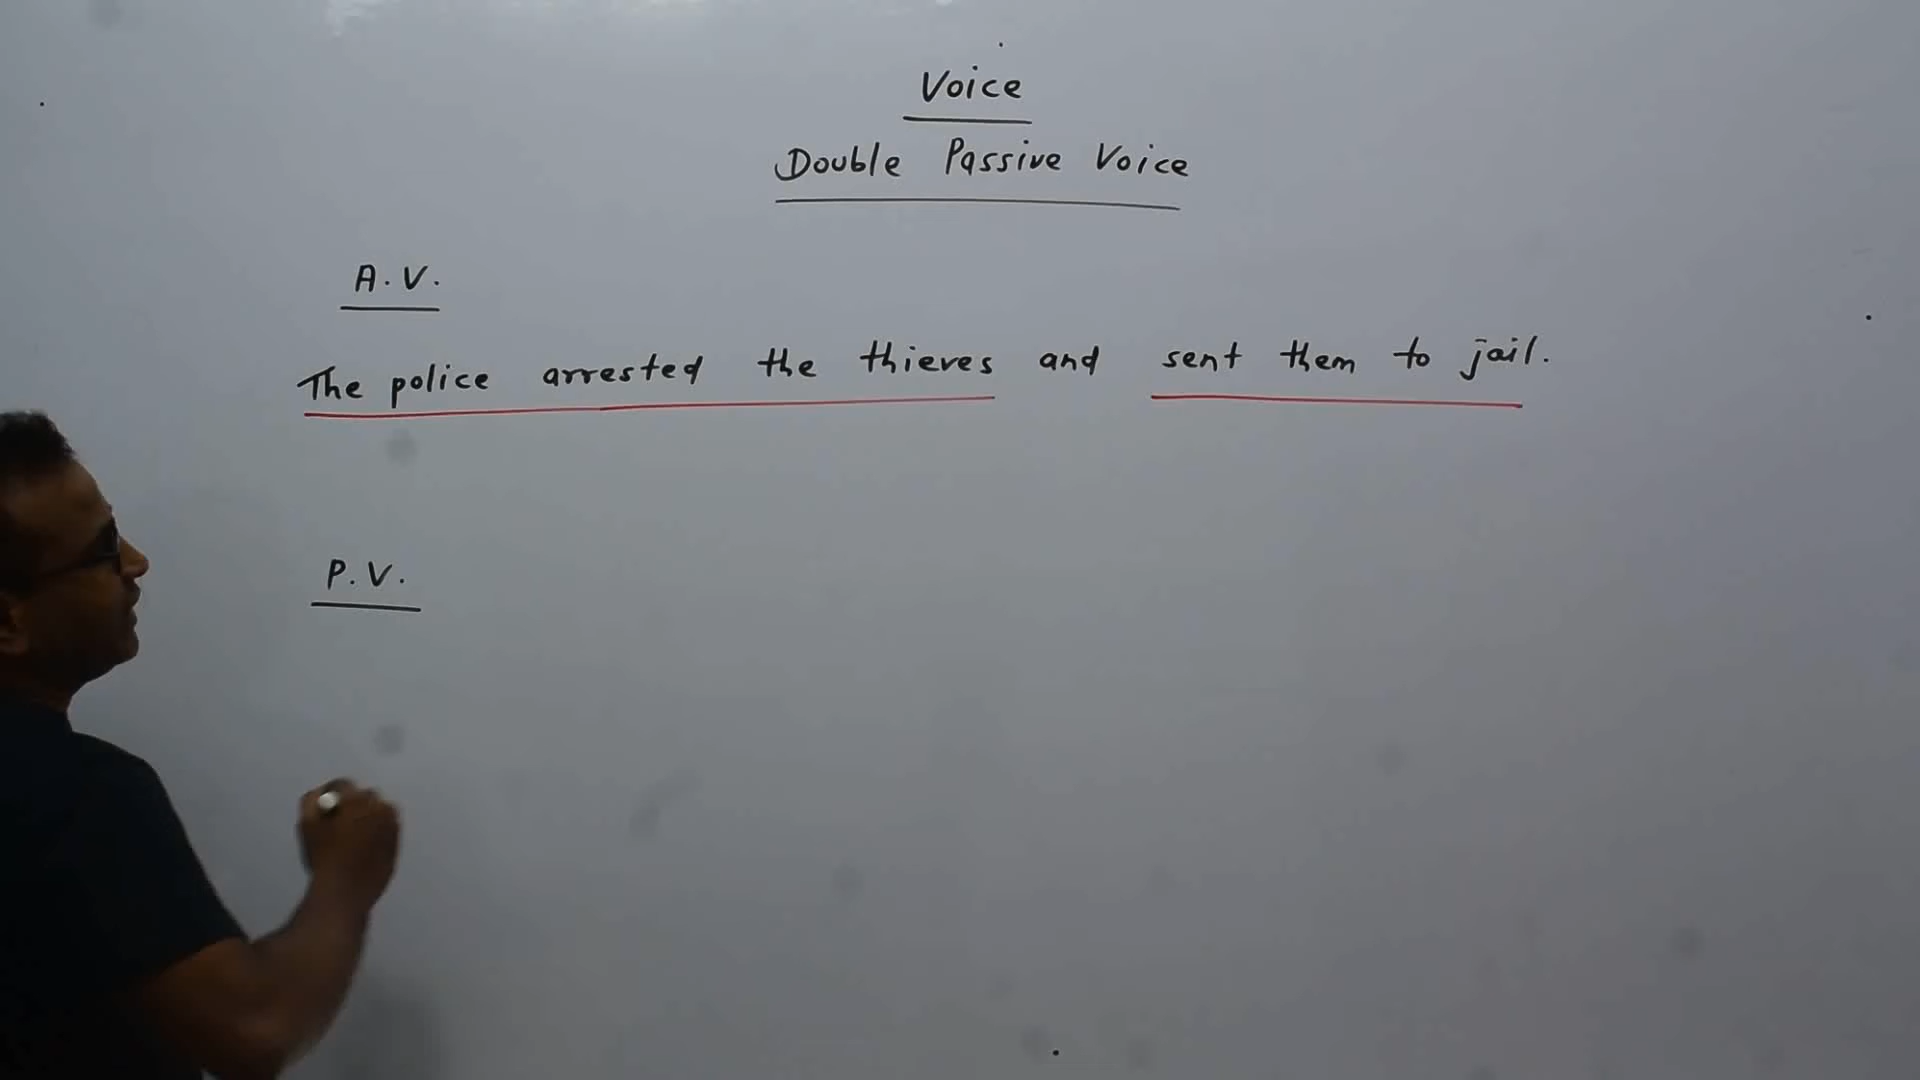 Voice
Double Passive Voice
A.V.
The police arrested the thieves and sent them to jail.
P.V.